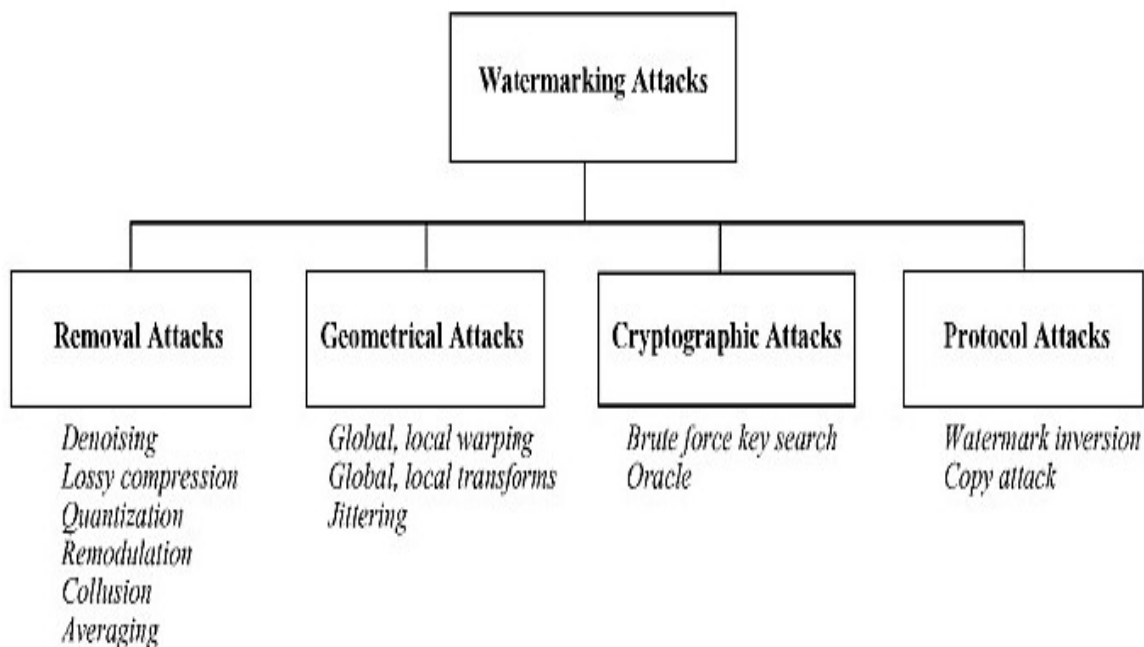 Watermarking Attacks
Removal Attacks
Denoising
Lossy compression
Quantization
Remodulation
Collusion
Averaging
Geometrical Attacks
Global, local warping
Global, local transforms
Jittering
Cryptographic Attacks
Brute force key search
Oracle
Protocol Attacks
Watermark inversion
Copy attack